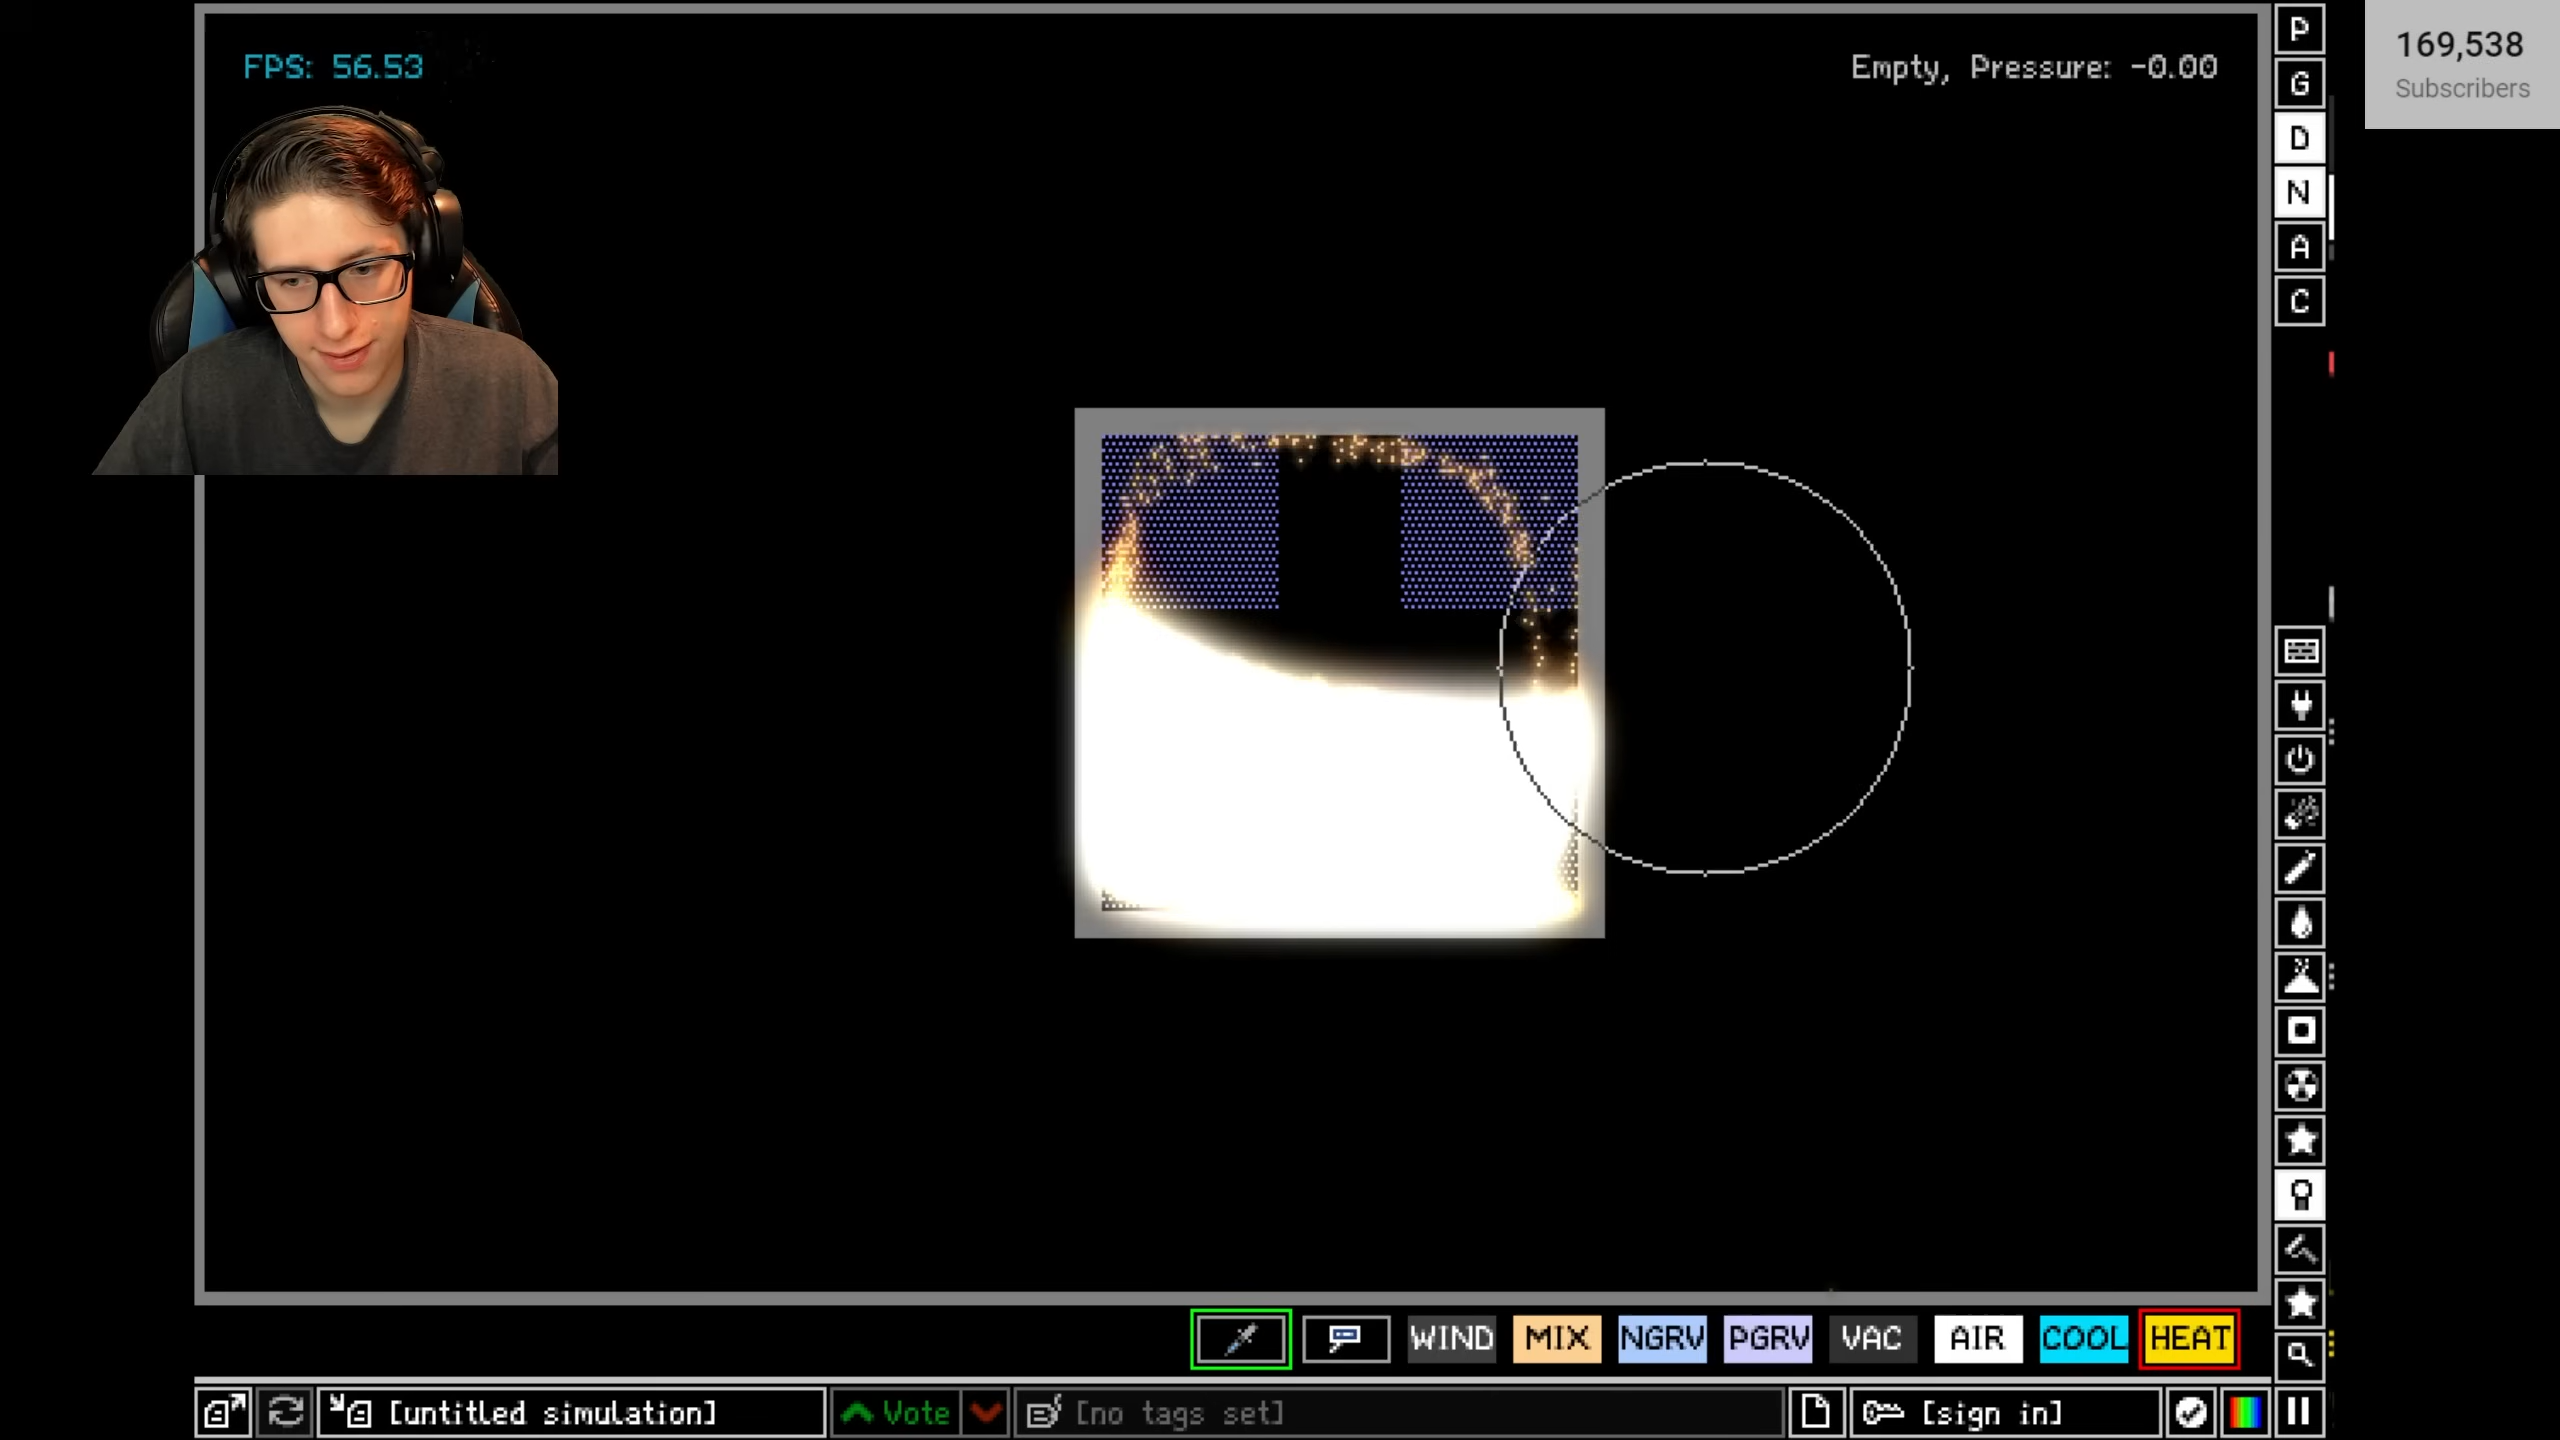 FPS: 56.53
Empty, Pressure: -0.00
169,538
Subscribers
P
G
D
N
A
C
WIND
MIX
NGRV
PGRV
VAC
AIR
COOL
HEAT
[untitled simulation]
Vote
[no tags set]
[sign in]